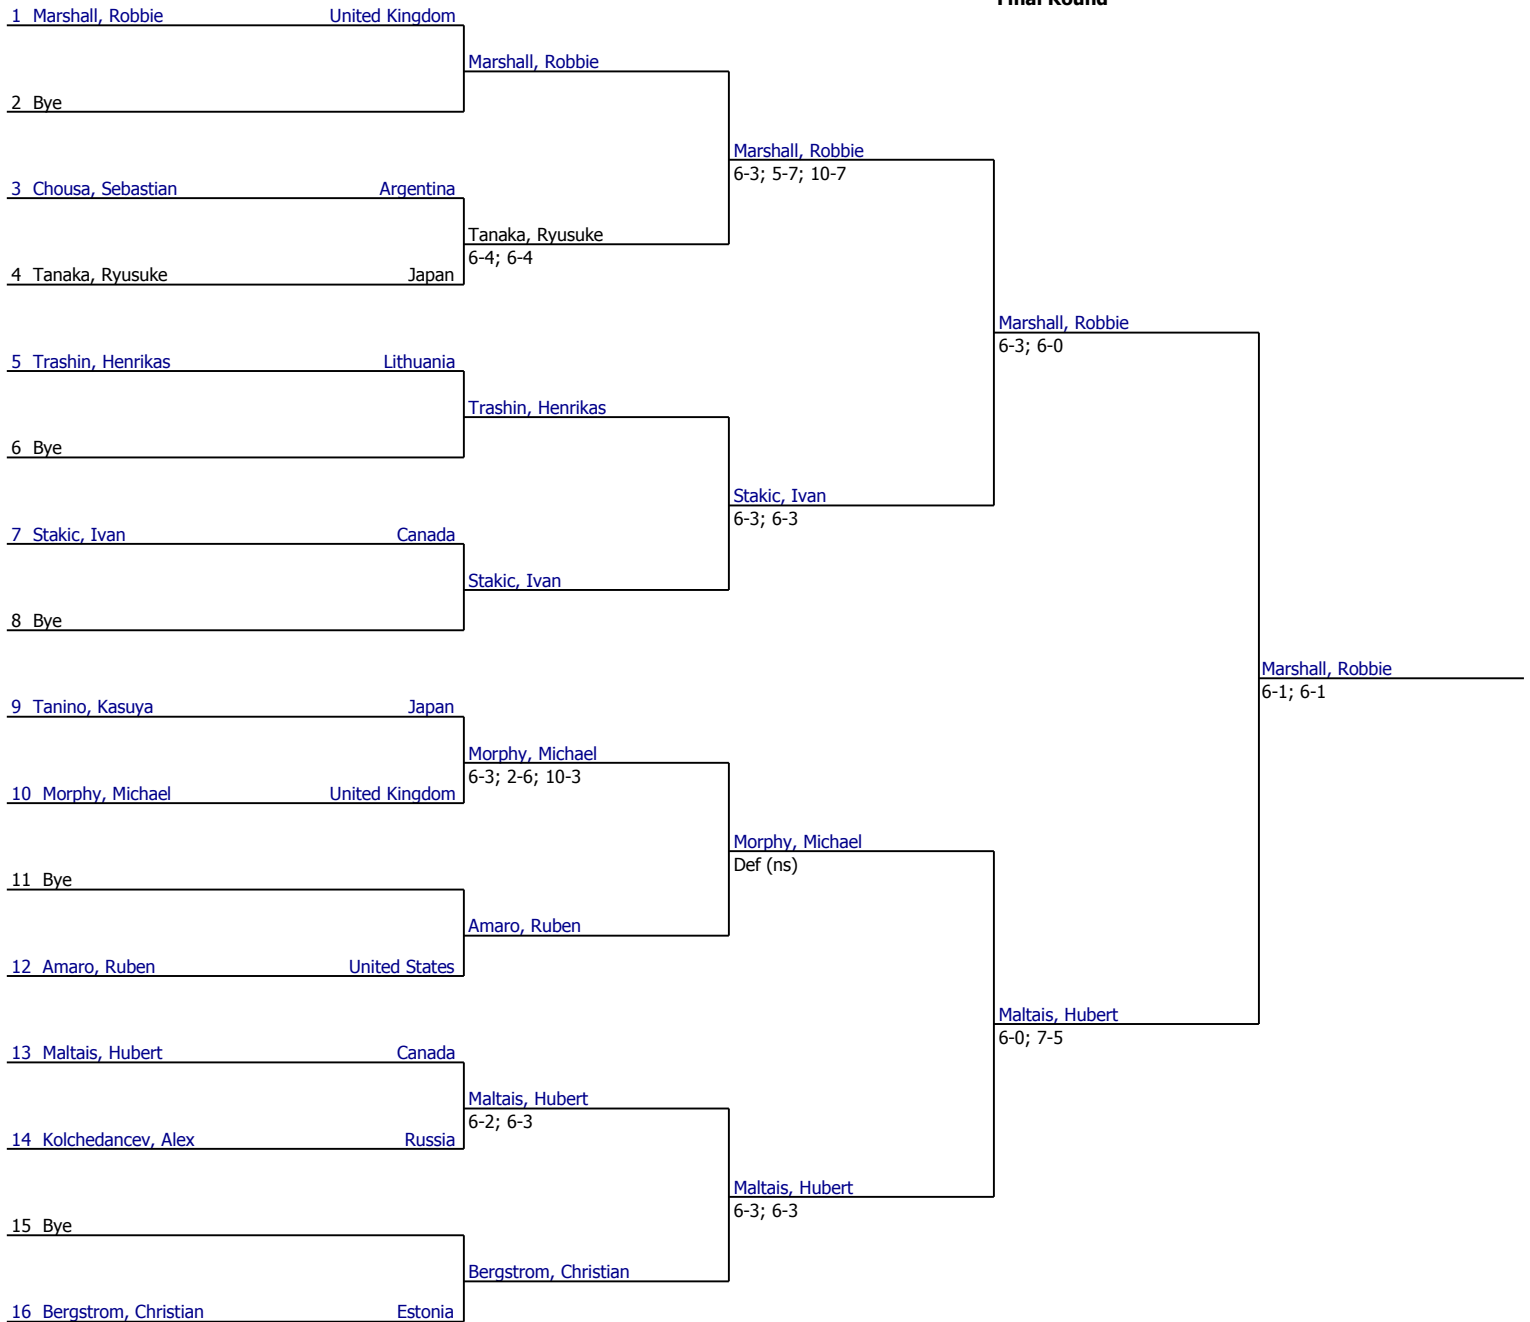 Final Round
1 Marshall, Robbie United Kingdom
Marshall, Robbie
2 Bye
Marshall, Robbie
6-3; 5-7; 10-7
3 Chousa, Sebastian Argentina
Tanaka, Ryusuke
6-4; 6-4
4 Tanaka, Ryusuke Japan
Marshall, Robbie
6-3; 6-0
5 Trashin, Henrikas Lithuania
Trashin, Henrikas
6 Bye
Stakic, Ivan
6-3; 6-3
7 Stakic, Ivan Canada
Stakic, Ivan
8 Bye
Marshall, Robbie
6-1; 6-1
9 Tanino, Kasuya Japan
Morphy, Michael
6-3; 2-6; 10-3
10 Morphy, Michael United Kingdom
Morphy, Michael
Def (ns)
11 Bye
Amaro, Ruben
12 Amaro, Ruben United States
Maltais, Hubert
6-0; 7-5
13 Maltais, Hubert Canada
Maltais, Hubert
6-2; 6-3
14 Kolchedancev, Alex Russia
Maltais, Hubert
6-3; 6-3
15 Bye
Bergstrom, Christian
16 Bergstrom, Christian Estonia